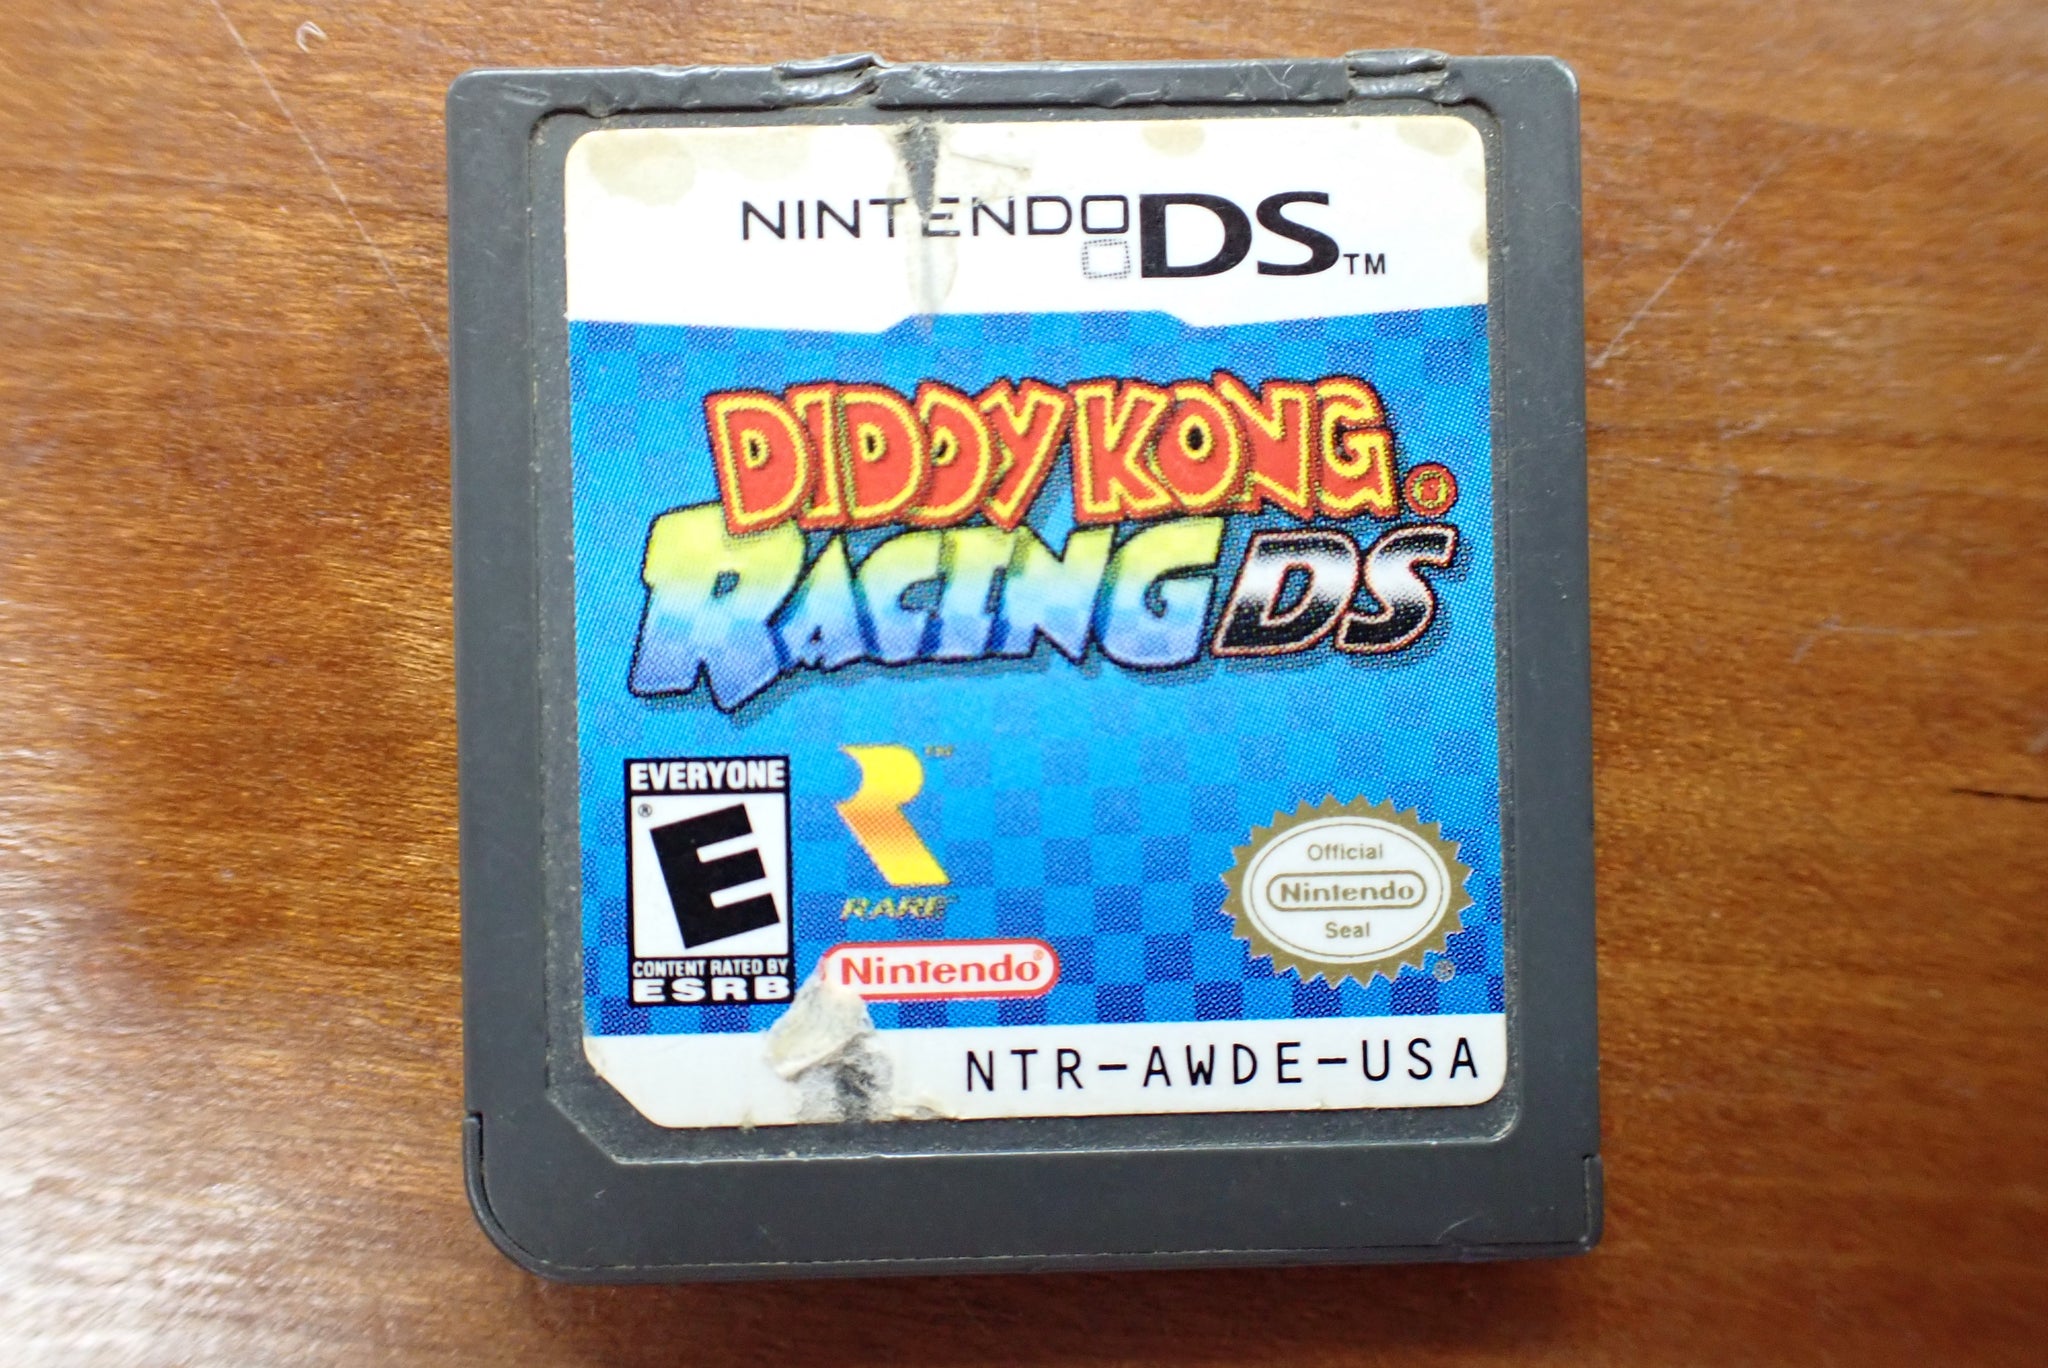 NINTENDO DS™
DIDDY KONG
RACING DS
EVERYONE
E
®
CONTENT RATED BY
ESRB
™
RARE
Nintendo®
Official
Nintendo
Seal
®
NTR-AWDE-USA